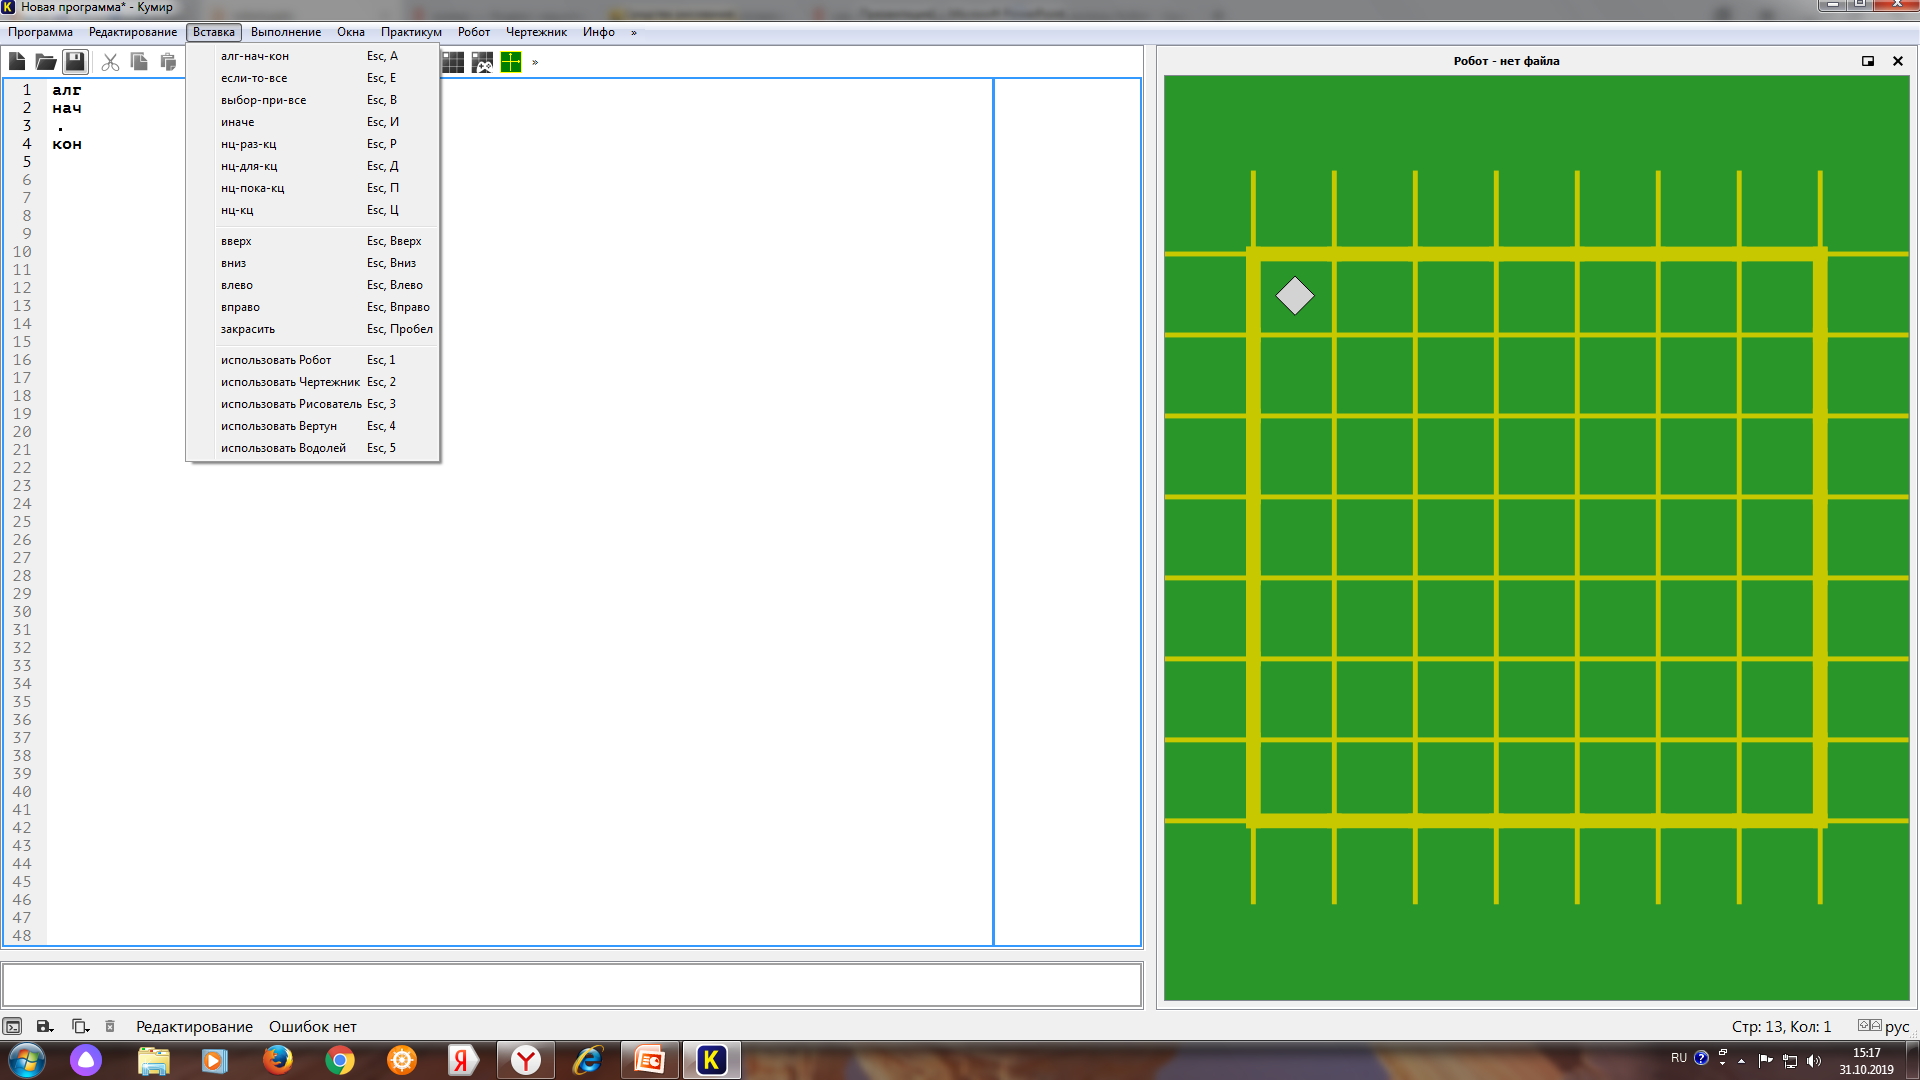 Новая программа* - Кумир
Программа Редактирование Вставка Выполнение Окна Практикум Робот Чертежник Инфо »
алг-нач-кон Esc, А
если-то-все Esc, Е
выбор-при-все Esc, В
иначе Esc, И
нц-раз-кц Esc, Р
нц-для-кц Esc, Д
нц-пока-кц Esc, П
нц-кц Esc, Ц
вверх Esc, Вверх
вниз Esc, Вниз
влево Esc, Влево
вправо Esc, Вправо
закрасить Esc, Пробел
использовать Робот Esc, 1
использовать Чертежник Esc, 2
использовать Рисователь Esc, 3
использовать Вертун Esc, 4
использовать Водолей Esc, 5
»
1 алг
2 нач
3 .
4 кон
5
6
7
8
9
10
11
12
13
14
15
16
17
18
19
20
21
22
23
24
25
26
27
28
29
30
31
32
33
34
35
36
37
38
39
40
41
42
43
44
45
46
47
48
Робот - нет файла
Редактирование Ошибок нет
Стр: 13, Кол: 1 рус
RU
15:17
31.10.2019